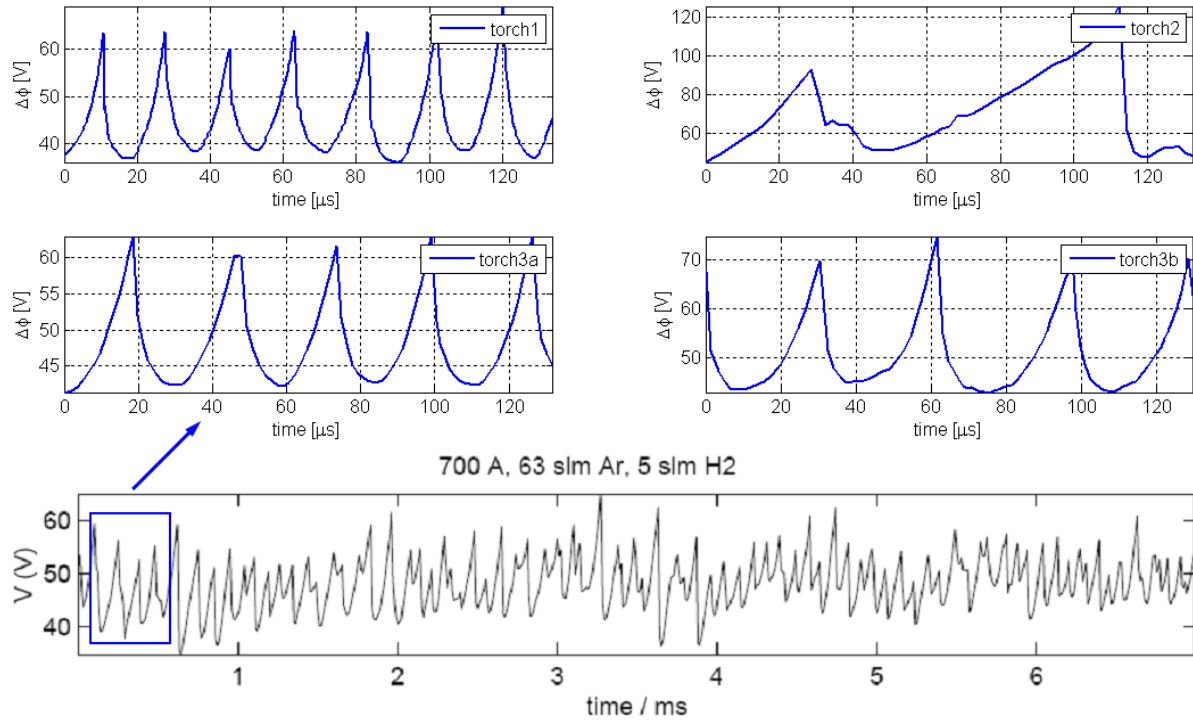 torch1
60
50
40
Δϕ [V]
0 20 40 60 80 100 120
time [μs]
torch2
120
100
80
60
Δϕ [V]
0 20 40 60 80 100 120
time [μs]
torch3a
60
55
50
45
Δϕ [V]
0 20 40 60 80 100 120
time [μs]
torch3b
70
60
50
Δϕ [V]
0 20 40 60 80 100 120
time [μs]
700 A, 63 slm Ar, 5 slm H2
60
50
40
V (V)
1 2 3 4 5 6
time / ms